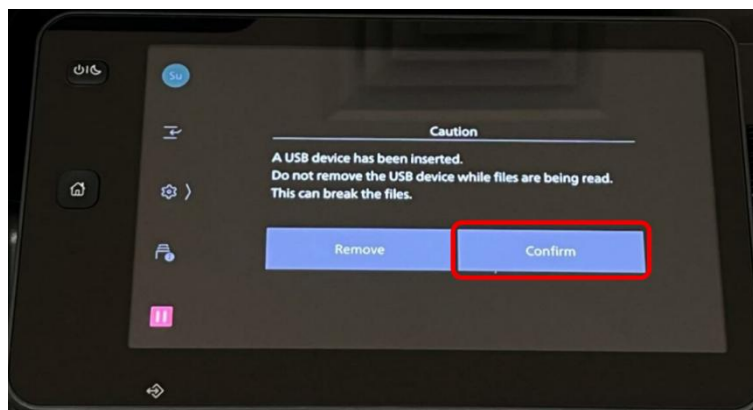 Su
Caution
A USB device has been inserted.
Do not remove the USB device while files are being read.
This can break the files.
Remove
Confirm